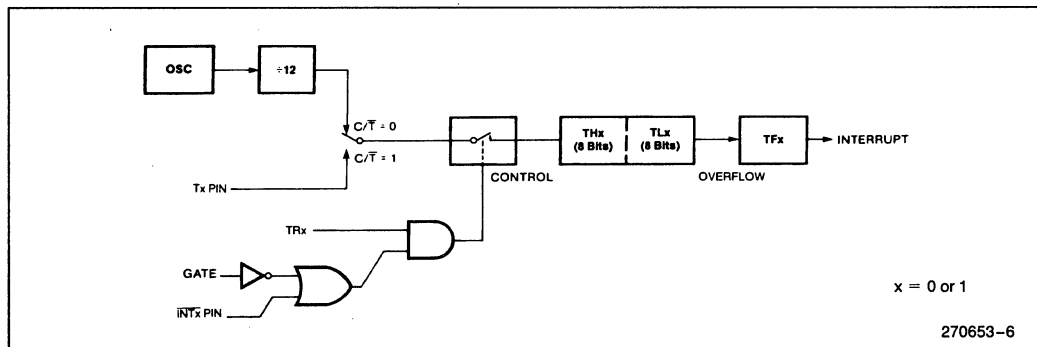 OSC
÷12
C/T̅ = 0
C/T̅ = 1
Tx PIN
CONTROL
THx
(8 Bits)
TLx
(8 Bits)
OVERFLOW
TFx
INTERRUPT
TRx
GATE
I̅N̅T̅x̅ PIN
x = 0 or 1
270653-6